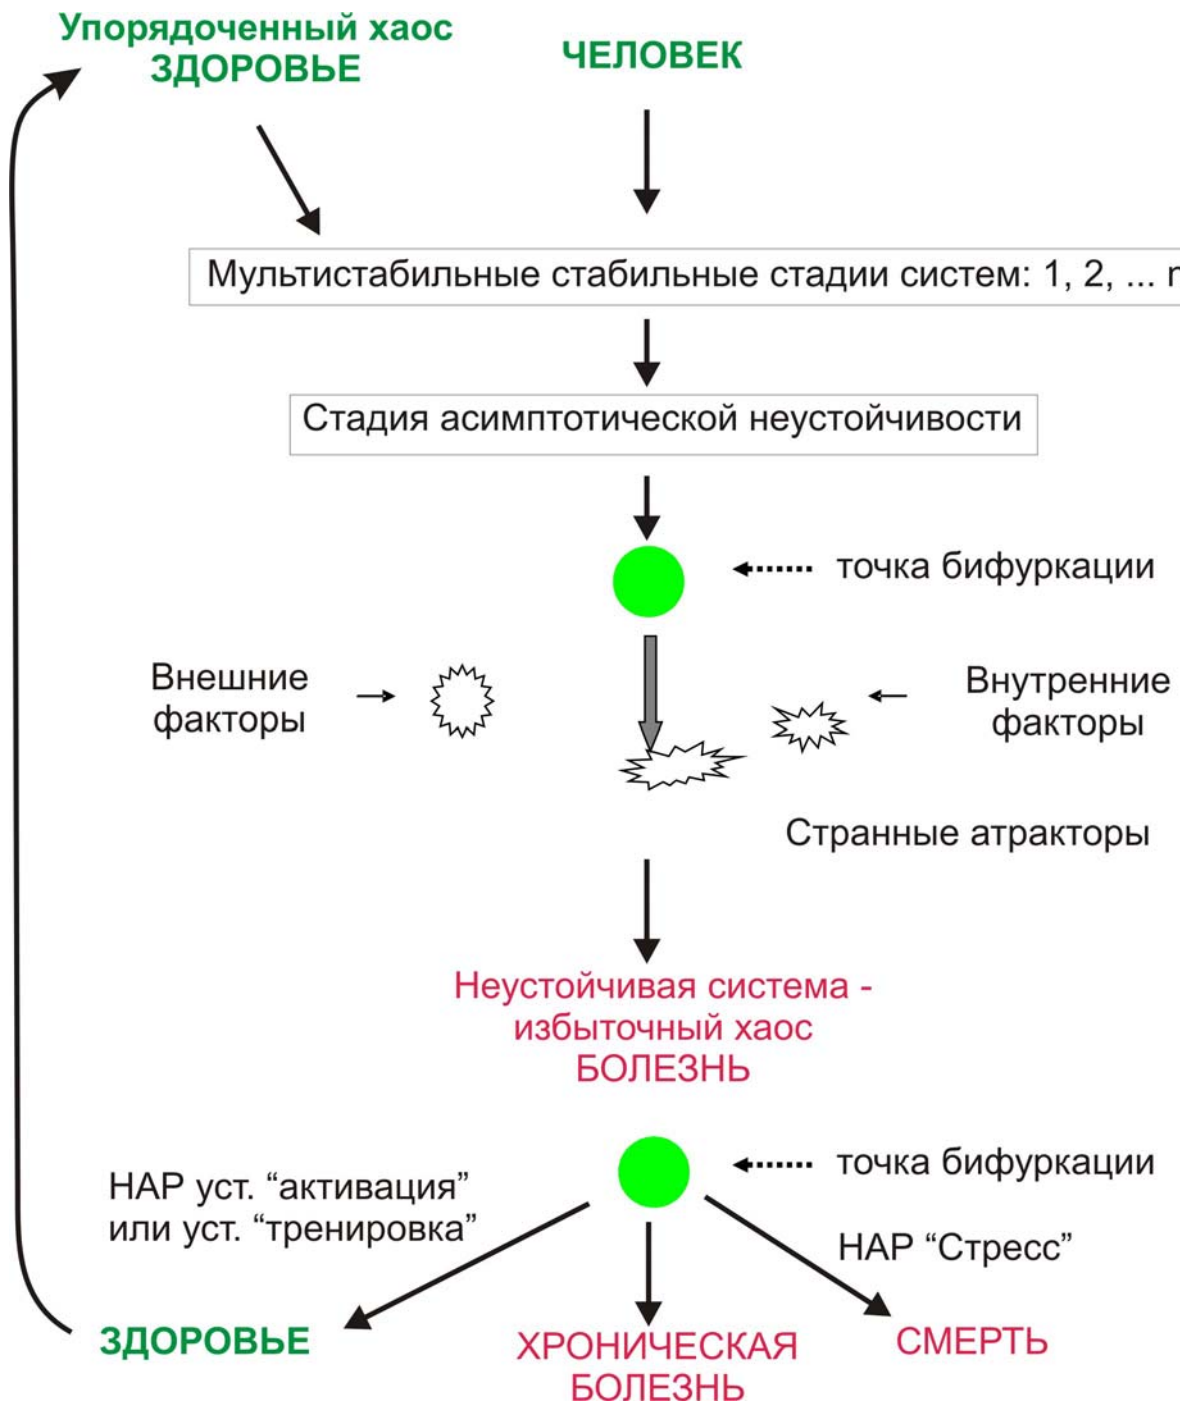 Упорядоченный хаос
ЗДОРОВЬЕ
ЧЕЛОВЕК
Мультистабильные стабильные стадии систем: 1, 2, ... n
Стадия асимптотической неустойчивости
точка бифуркации
Внешние
факторы
Внутренние
факторы
Странные атракторы
Неустойчивая система -
избыточный хаос
БОЛЕЗНЬ
точка бифуркации
НАР уст. “активация”
или уст. “тренировка”
НАР “Стресс”
ЗДОРОВЬЕ
ХРОНИЧЕСКАЯ
БОЛЕЗНЬ
СМЕРТЬ